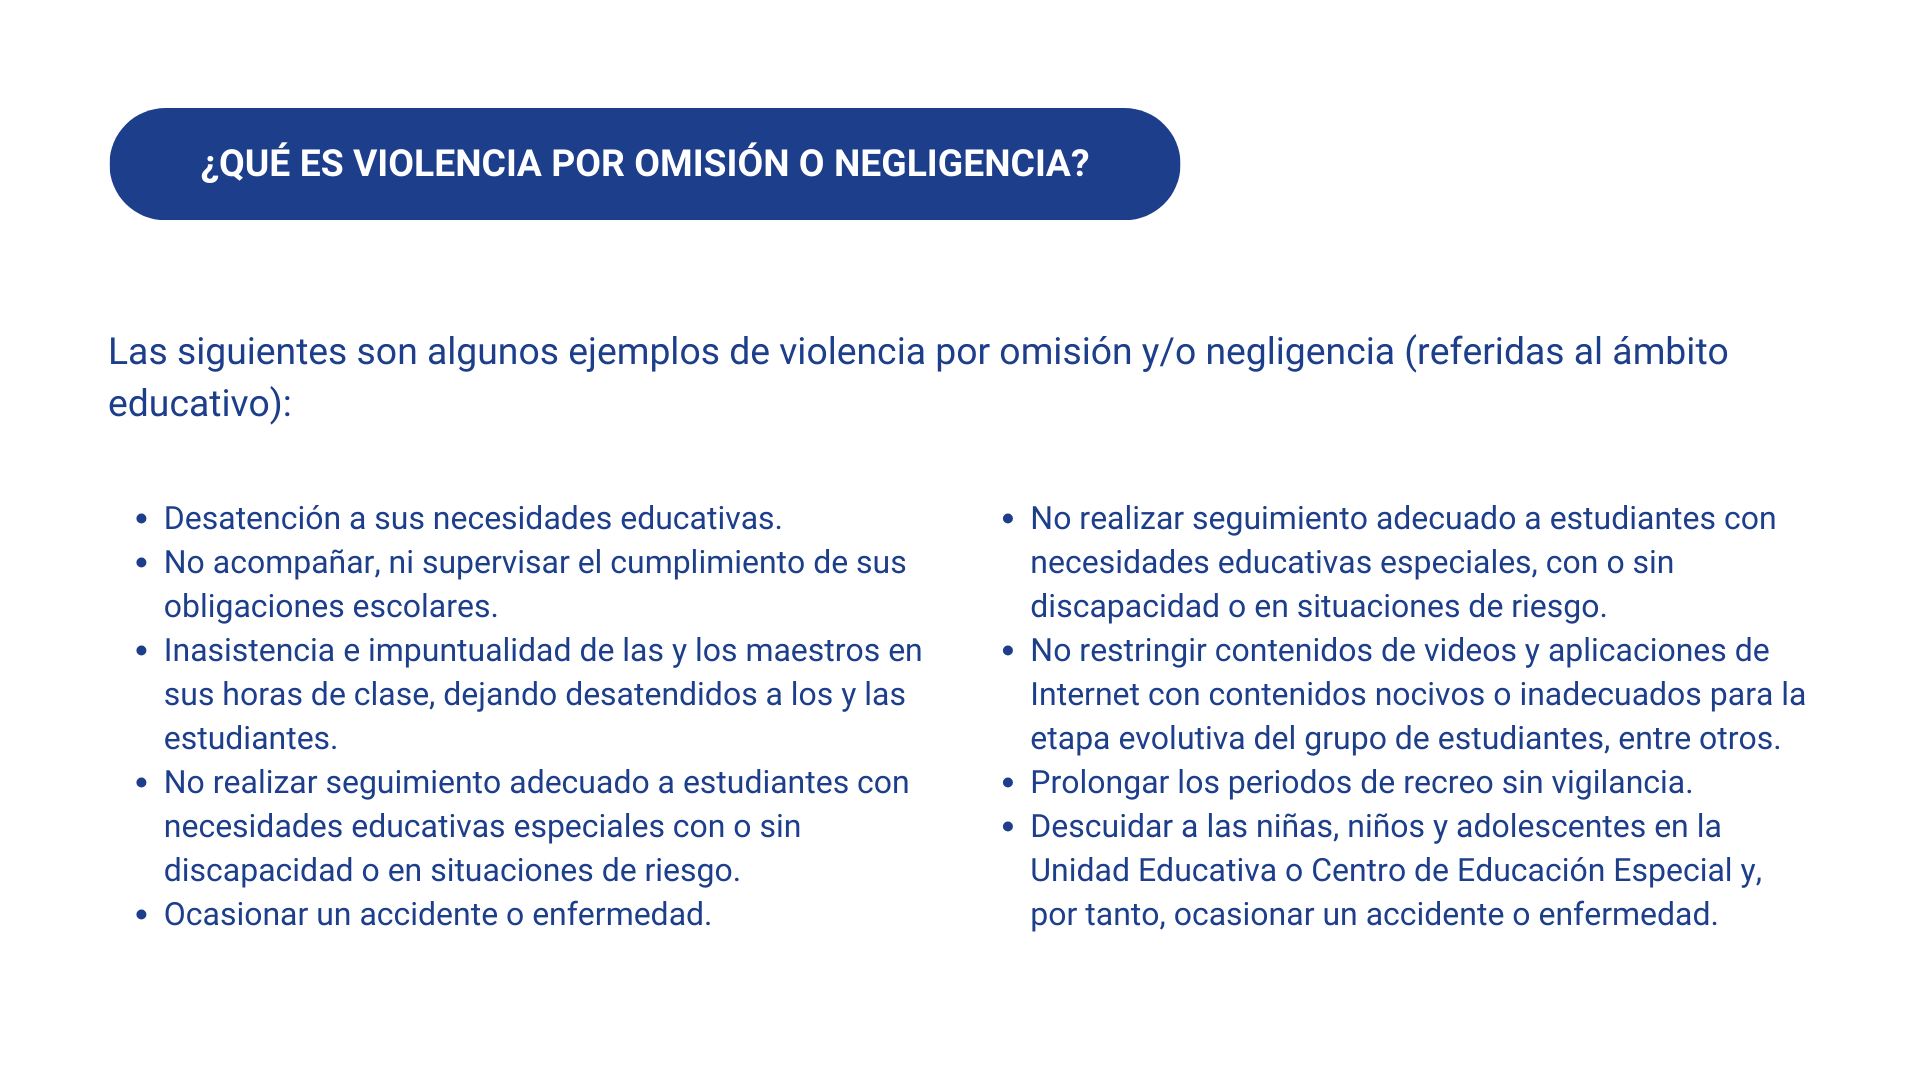 ¿QUÉ ES VIOLENCIA POR OMISIÓN O NEGLIGENCIA?
Las siguientes son algunos ejemplos de violencia por omisión y/o negligencia (referidas al ámbito
educativo):
• Desatención a sus necesidades educativas.
• No acompañar, ni supervisar el cumplimiento de sus
obligaciones escolares.
• Inasistencia e impuntualidad de las y los maestros en
sus horas de clase, dejando desatendidos a los y las
estudiantes.
• No realizar seguimiento adecuado a estudiantes con
necesidades educativas especiales con o sin
discapacidad o en situaciones de riesgo.
• Ocasionar un accidente o enfermedad.
• No realizar seguimiento adecuado a estudiantes con
necesidades educativas especiales, con o sin
discapacidad o en situaciones de riesgo.
• No restringir contenidos de videos y aplicaciones de
Internet con contenidos nocivos o inadecuados para la
etapa evolutiva del grupo de estudiantes, entre otros.
• Prolongar los periodos de recreo sin vigilancia.
• Descuidar a las niñas, niños y adolescentes en la
Unidad Educativa o Centro de Educación Especial y,
por tanto, ocasionar un accidente o enfermedad.